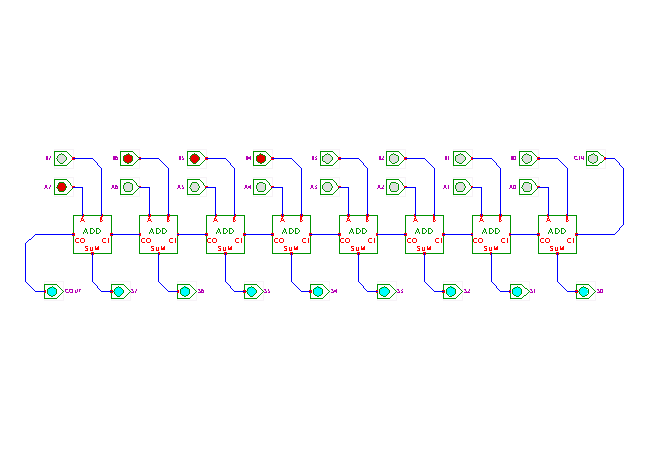 B7 B6 B5 B4 B3 B2 B1 B0 CIN
A7 A6 A5 A4 A3 A2 A1 A0
A B A B A B A B A B A B A B A B
ADD ADD ADD ADD ADD ADD ADD ADD
CO CI CO CI CO CI CO CI CO CI CO CI CO CI CO CI
SuM SuM SuM SuM SuM SuM SuM SuM
COUT S7 S6 S5 S4 S3 S2 S1 S0